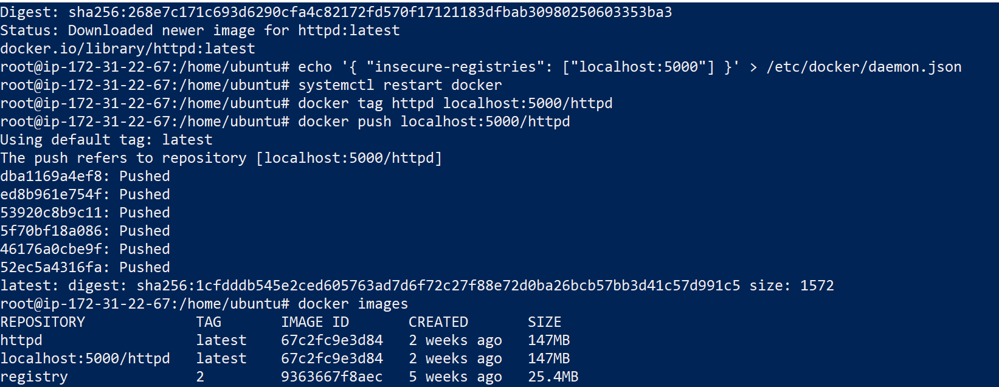 Digest: sha256:268e7c171c693d6290cfa4c82172fd570f17121183dfbab30980250603353ba3
Status: Downloaded newer image for httpd:latest
docker.io/library/httpd:latest
root@ip-172-31-22-67:/home/ubuntu# echo '{ "insecure-registries": ["localhost:5000"] }' > /etc/docker/daemon.json
root@ip-172-31-22-67:/home/ubuntu# systemctl restart docker
root@ip-172-31-22-67:/home/ubuntu# docker tag httpd localhost:5000/httpd
root@ip-172-31-22-67:/home/ubuntu# docker push localhost:5000/httpd
Using default tag: latest
The push refers to repository [localhost:5000/httpd]
dba1169a4ef8: Pushed
ed8b961e754f: Pushed
53920c8b9c11: Pushed
5f70bf18a086: Pushed
46176a0cbe9f: Pushed
52ec5a4316fa: Pushed
latest: digest: sha256:1cfdddb545e2ced605763ad7d6f72c27f88e72d0ba26bcb57bb3d41c57d991c5 size: 1572
root@ip-172-31-22-67:/home/ubuntu# docker images
REPOSITORY             TAG       IMAGE ID       CREATED       SIZE
httpd                  latest    67c2fc9e3d84   2 weeks ago   147MB
localhost:5000/httpd   latest    67c2fc9e3d84   2 weeks ago   147MB
registry               2         9363667f8aec   5 weeks ago   25.4MB